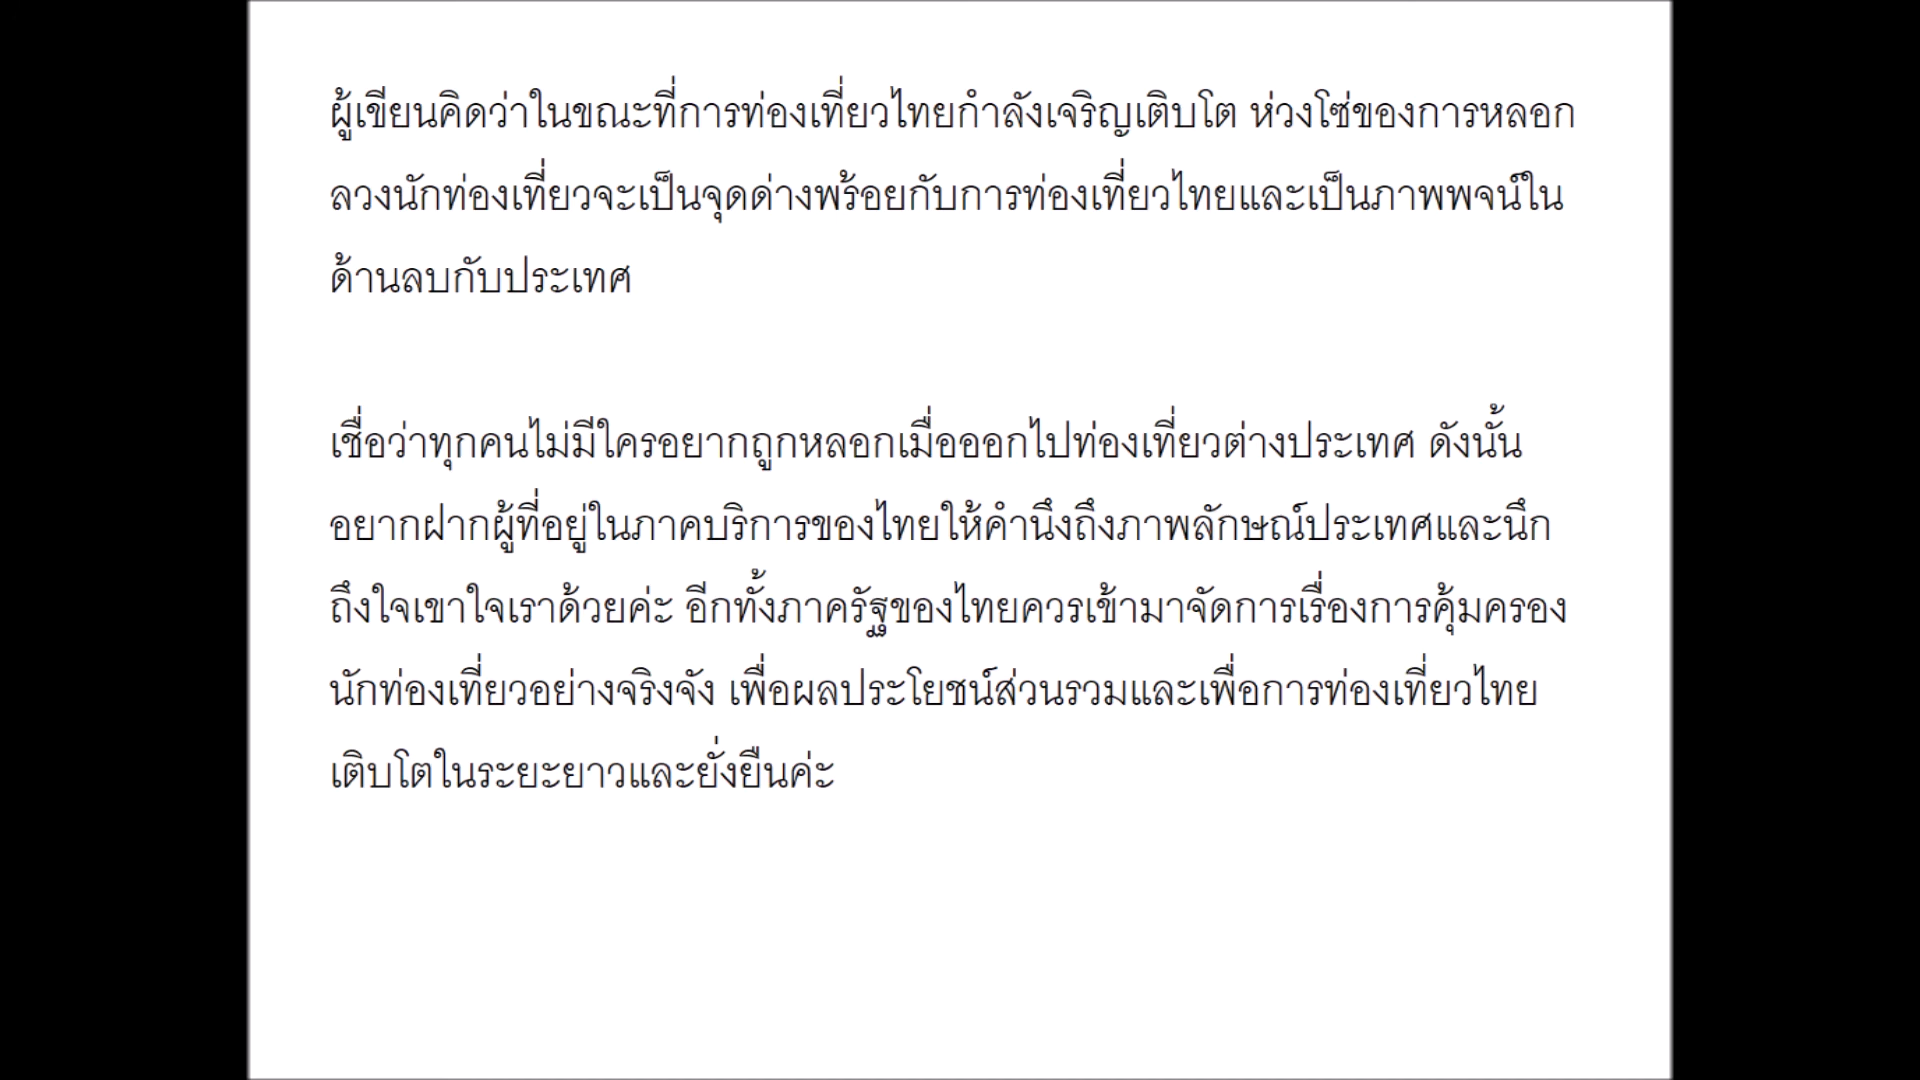 ผู้เขียนคิดว่าในขณะที่การท่องเที่ยวไทยกำลังเจริญเติบโต ห่วงโซ่ของการหลอก
ลวงนักท่องเที่ยวจะเป็นจุดด่างพร้อยกับการท่องเที่ยวไทยและเป็นภาพพจน์ใน
ด้านลบกับประเทศ
เชื่อว่าทุกคนไม่มีใครอยากถูกหลอกเมื่อออกไปท่องเที่ยวต่างประเทศ ดังนั้น
อยากฝากผู้ที่อยู่ในภาคบริการของไทยให้คำนึงถึงภาพลักษณ์ประเทศและนึก
ถึงใจเขาใจเราด้วยค่ะ อีกทั้งภาครัฐของไทยควรเข้ามาจัดการเรื่องการคุ้มครอง
นักท่องเที่ยวอย่างจริงจัง เพื่อผลประโยชน์ส่วนรวมและเพื่อการท่องเที่ยวไทย
เติบโตในระยะยาวและยั่งยืนค่ะ